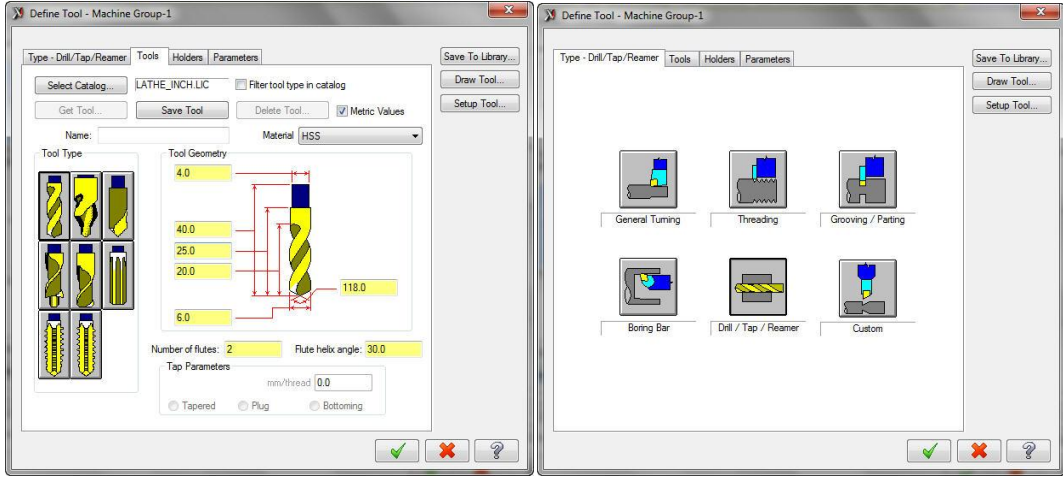 Define Tool - Machine Group-1
Type - Drill/Tap/Reamer Tools Holders Parameters
Save To Library...
Select Catalog... LATHE_INCH.LIC Filter tool type in catalog
Draw Tool...
Get Tool... Save Tool Delete Tool... Metric Values
Setup Tool...
Name: Material HSS
Tool Type Tool Geometry
4.0
40.0
25.0
20.0
118.0
6.0
Number of flutes: 2 Flute helix angle: 30.0
Tap Parameters
mm/thread 0.0
Tapered Plug Bottoming
Define Tool - Machine Group-1
Type - Drill/Tap/Reamer Tools Holders Parameters
Save To Library...
Draw Tool...
Setup Tool...
General Turning Threading Grooving / Parting
Boring Bar Drill / Tap / Reamer Custom